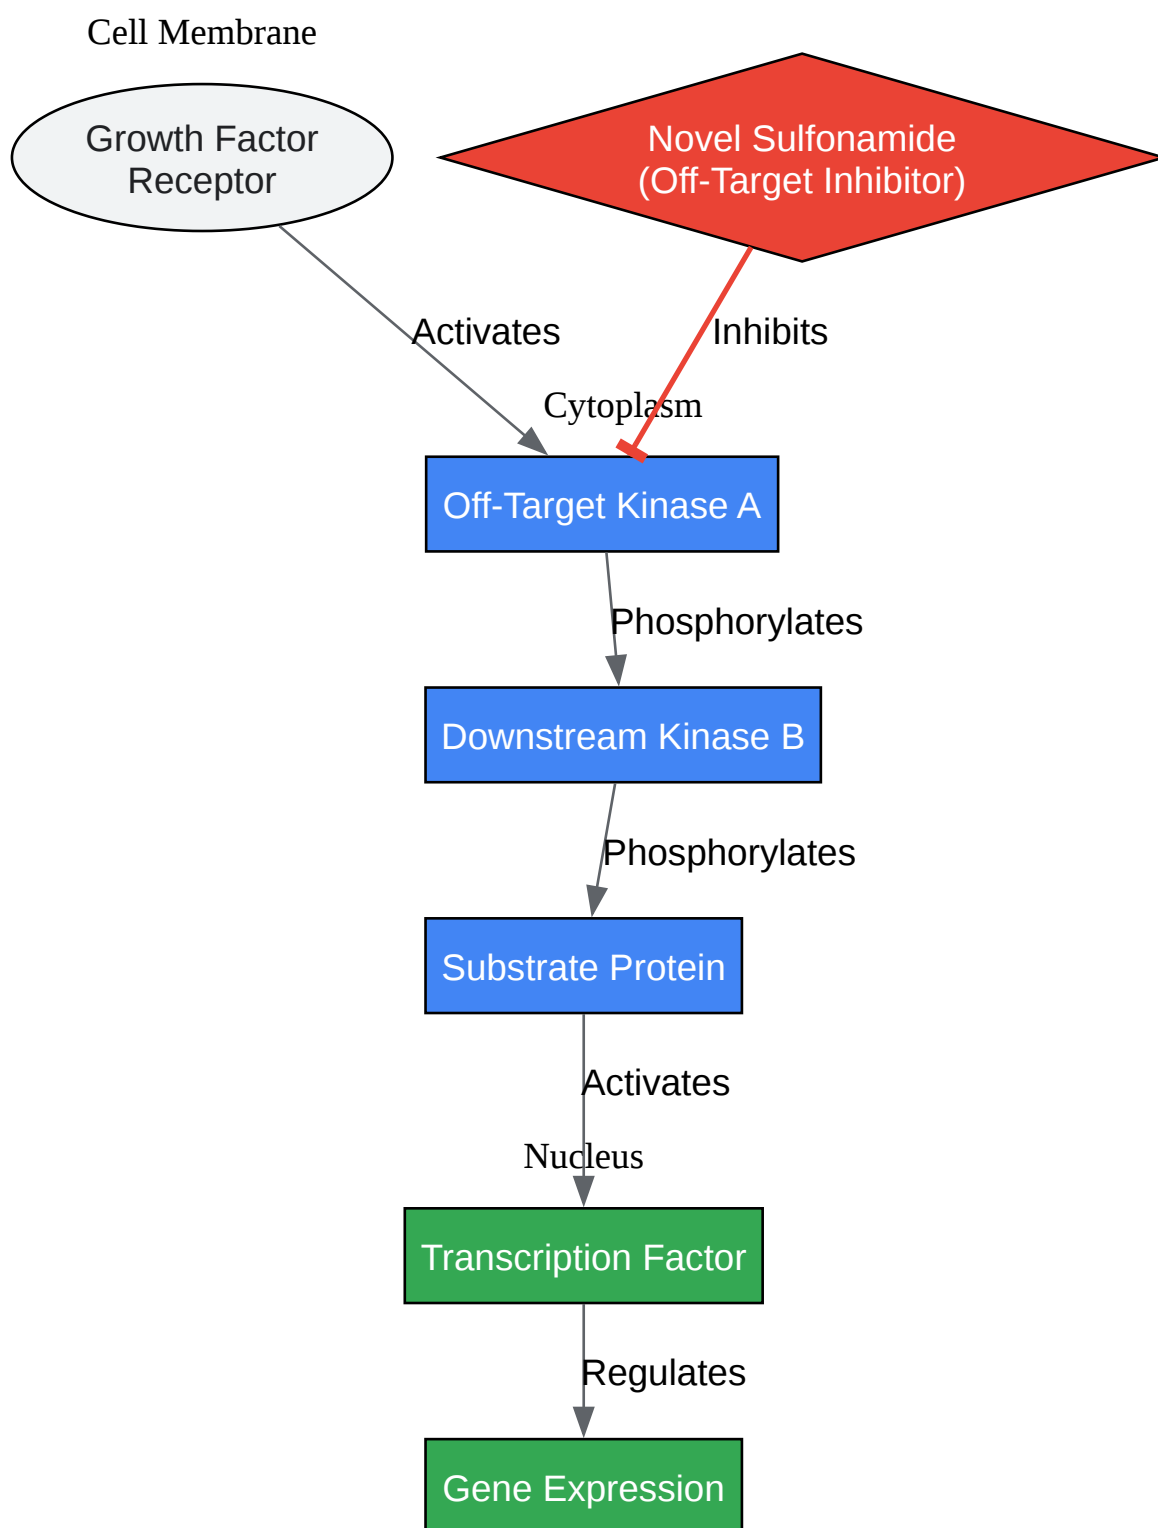 Cell Membrane
Growth Factor
Receptor
Novel Sulfonamide
(Off-Target Inhibitor)
Activates
Inhibits
Cytoplasm
Off-Target Kinase A
Phosphorylates
Downstream Kinase B
Phosphorylates
Substrate Protein
Activates
Nucleus
Transcription Factor
Regulates
Gene Expression